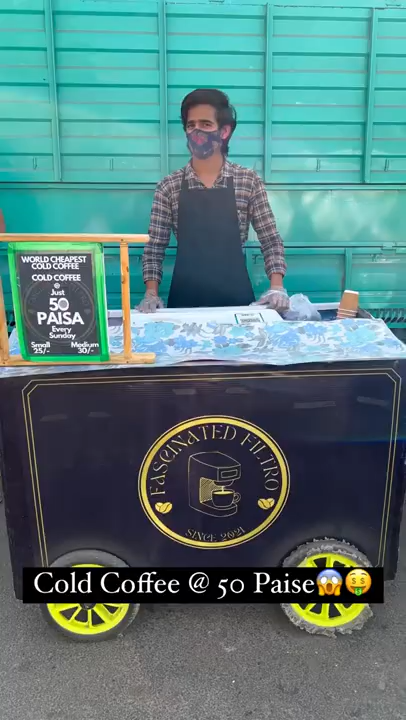 WORLD CHEAPEST
COLD COFFEE
COLD COFFEE
@
Just
50
PAISA
Every
Sunday
Small Medium
25/- 30/-
FASCINATED FILTRO
SINCE 2021
Cold Coffee @ 50 Paise😱🤑